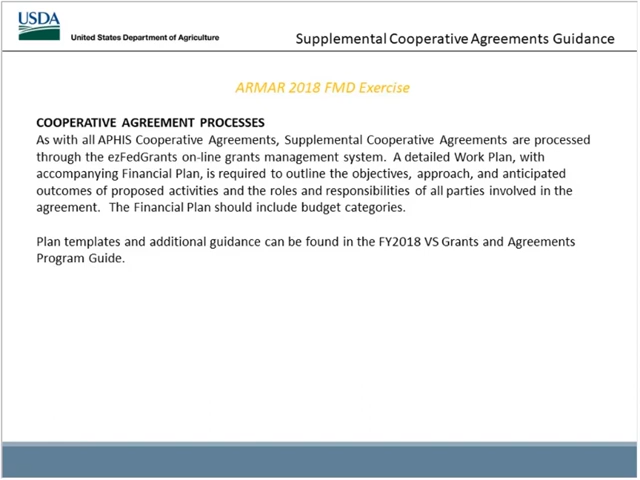 USDA
United States Department of Agriculture
Supplemental Cooperative Agreements Guidance
ARMAR 2018 FMD Exercise
COOPERATIVE AGREEMENT PROCESSES
As with all APHIS Cooperative Agreements, Supplemental Cooperative Agreements are processed
through the ezFedGrants on-line grants management system. A detailed Work Plan, with
accompanying Financial Plan, is required to outline the objectives, approach, and anticipated
outcomes of proposed activities and the roles and responsibilities of all parties involved in the
agreement. The Financial Plan should include budget categories.
Plan templates and additional guidance can be found in the FY2018 VS Grants and Agreements
Program Guide.